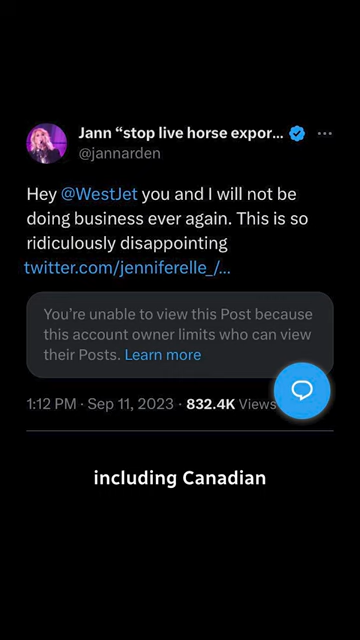 Jann “stop live horse expor...
@jannarden
Hey @WestJet you and I will not be
doing business ever again. This is so
ridiculously disappointing
twitter.com/jenniferelle_/...
You’re unable to view this Post because
this account owner limits who can view
their Posts. Learn more
1:12 PM · Sep 11, 2023 · 832.4K Views
including Canadian